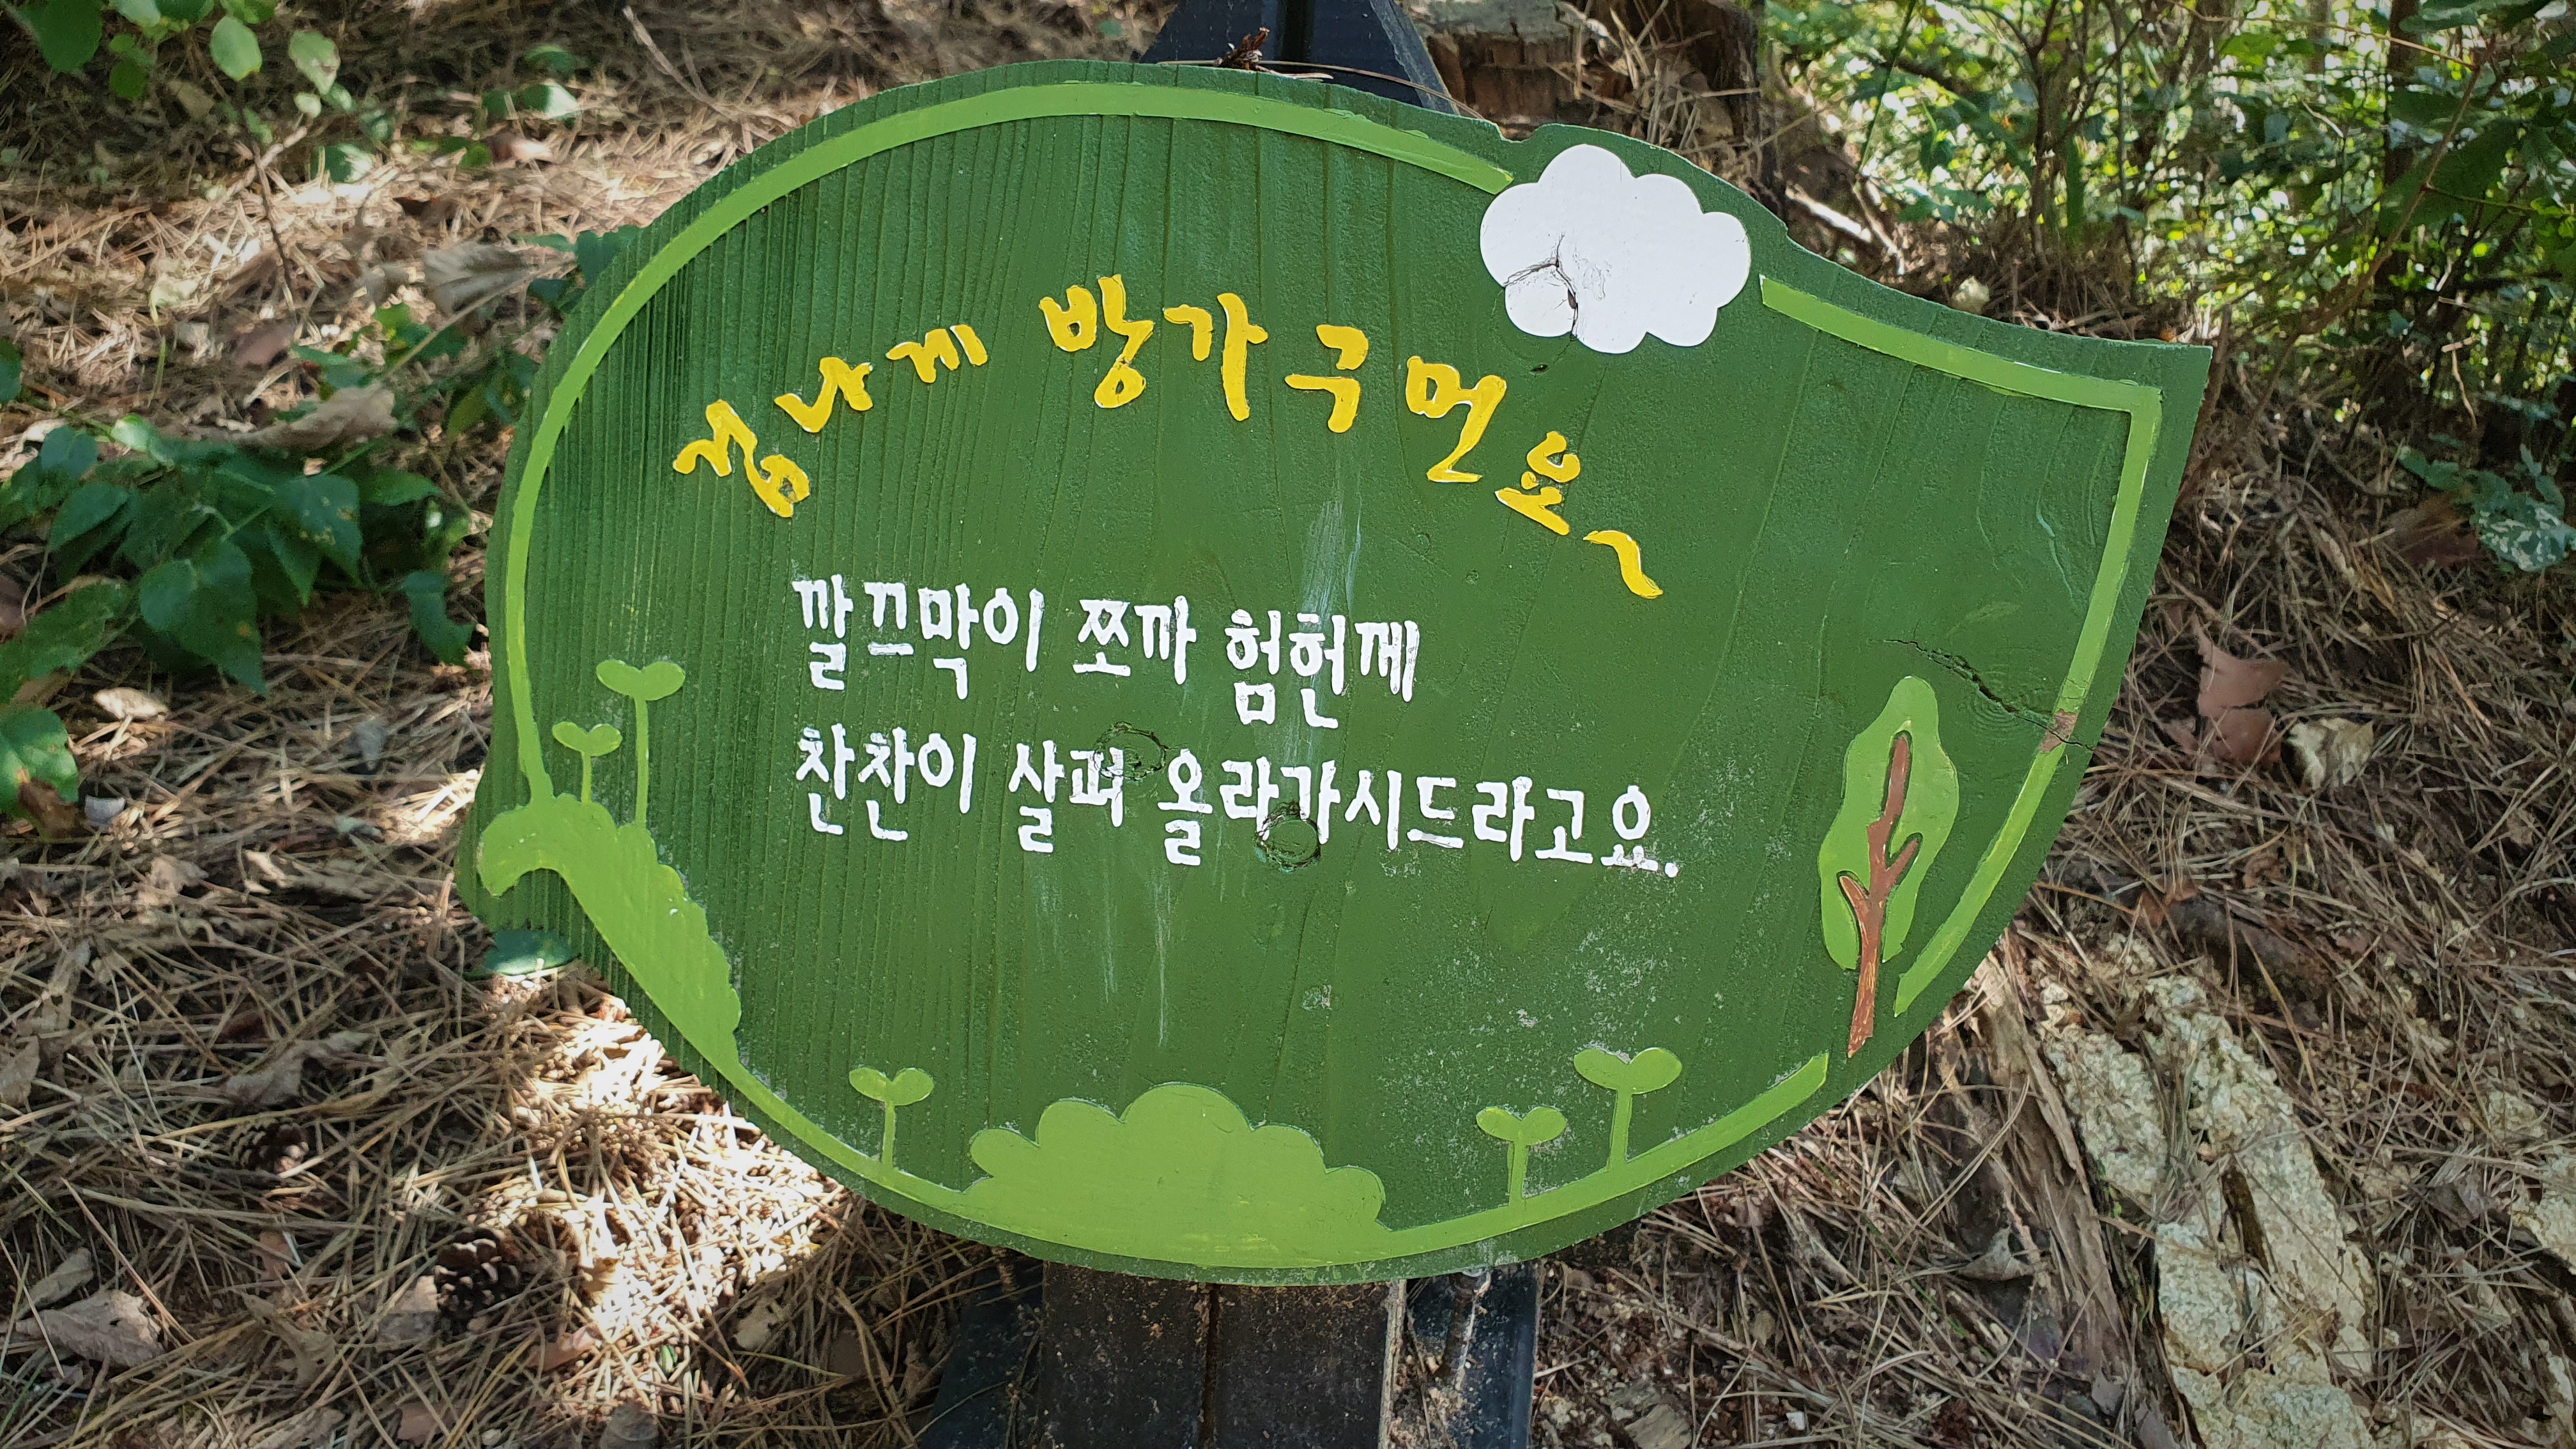 겁나게 방가구먼유~
깔끄막이 쪼까 험헌께
찬찬이 살펴 올라가시드라고요.